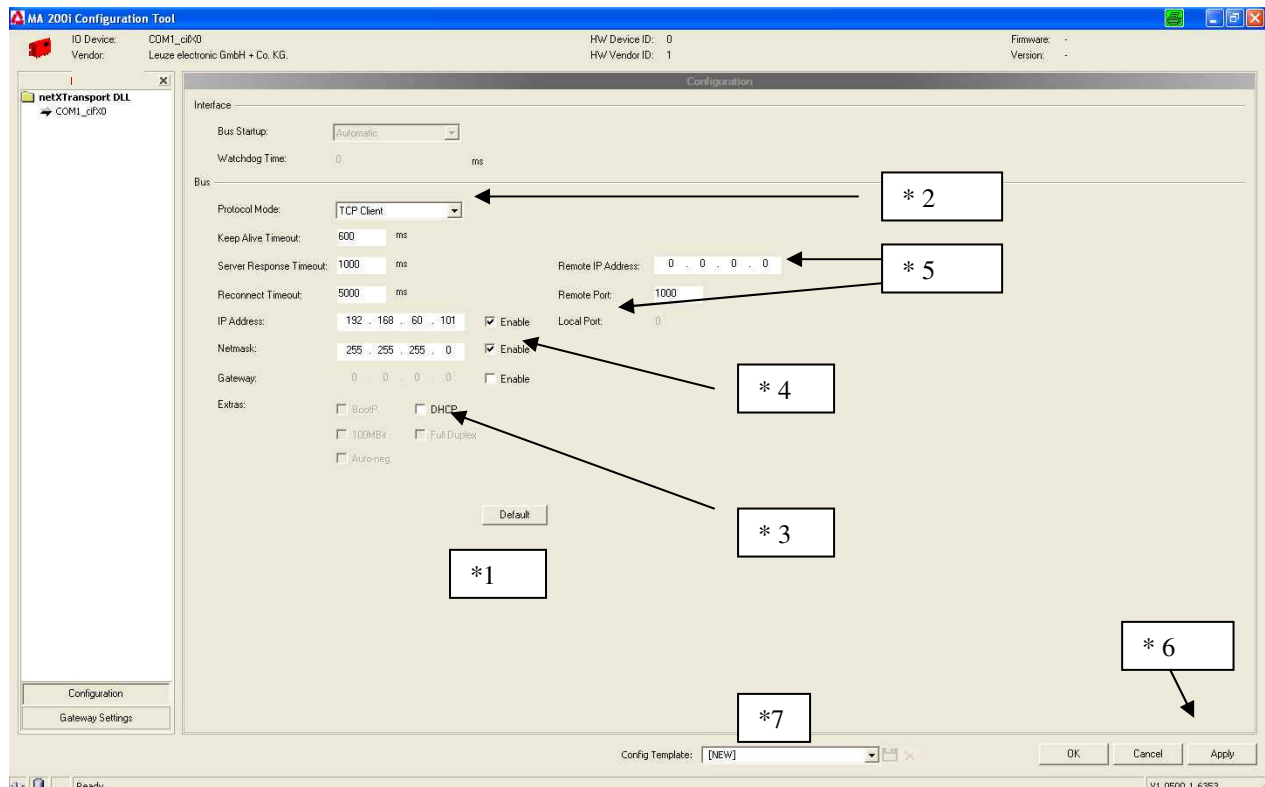 MA 200i Configuration Tool
IO Device: COM1_cifX0 HW Device ID: 0 Firmware: -
Vendor: Leuze electronic GmbH + Co. KG. HW Vendor ID: 1 Version: -
Configuration
netXTransport DLL
COM1_cifX0
Interface
Bus Startup: Automatic
Watchdog Time: 0 ms
Bus
* 2
Protocol Mode: TCP Client
Keep Alive Timeout: 600 ms
Server Response Timeout: 1000 ms Remote IP Address: 0 . 0 . 0 . 0
* 5
Reconnect Timeout: 5000 ms Remote Port: 1000
IP Address: 192 . 168 . 60 . 101 Enable Local Port: 0
Netmask: 255 . 255 . 255 . 0 Enable
Gateway: 0 . 0 . 0 . 0 Enable
* 4
Extras: BootP DHCP
100MBit Full Duplex
Auto-neg.
Default
* 3
*1
* 6
Configuration
Gateway Settings
*7
Config Template: [NEW] OK Cancel Apply
Ready V1.0500.1.6353